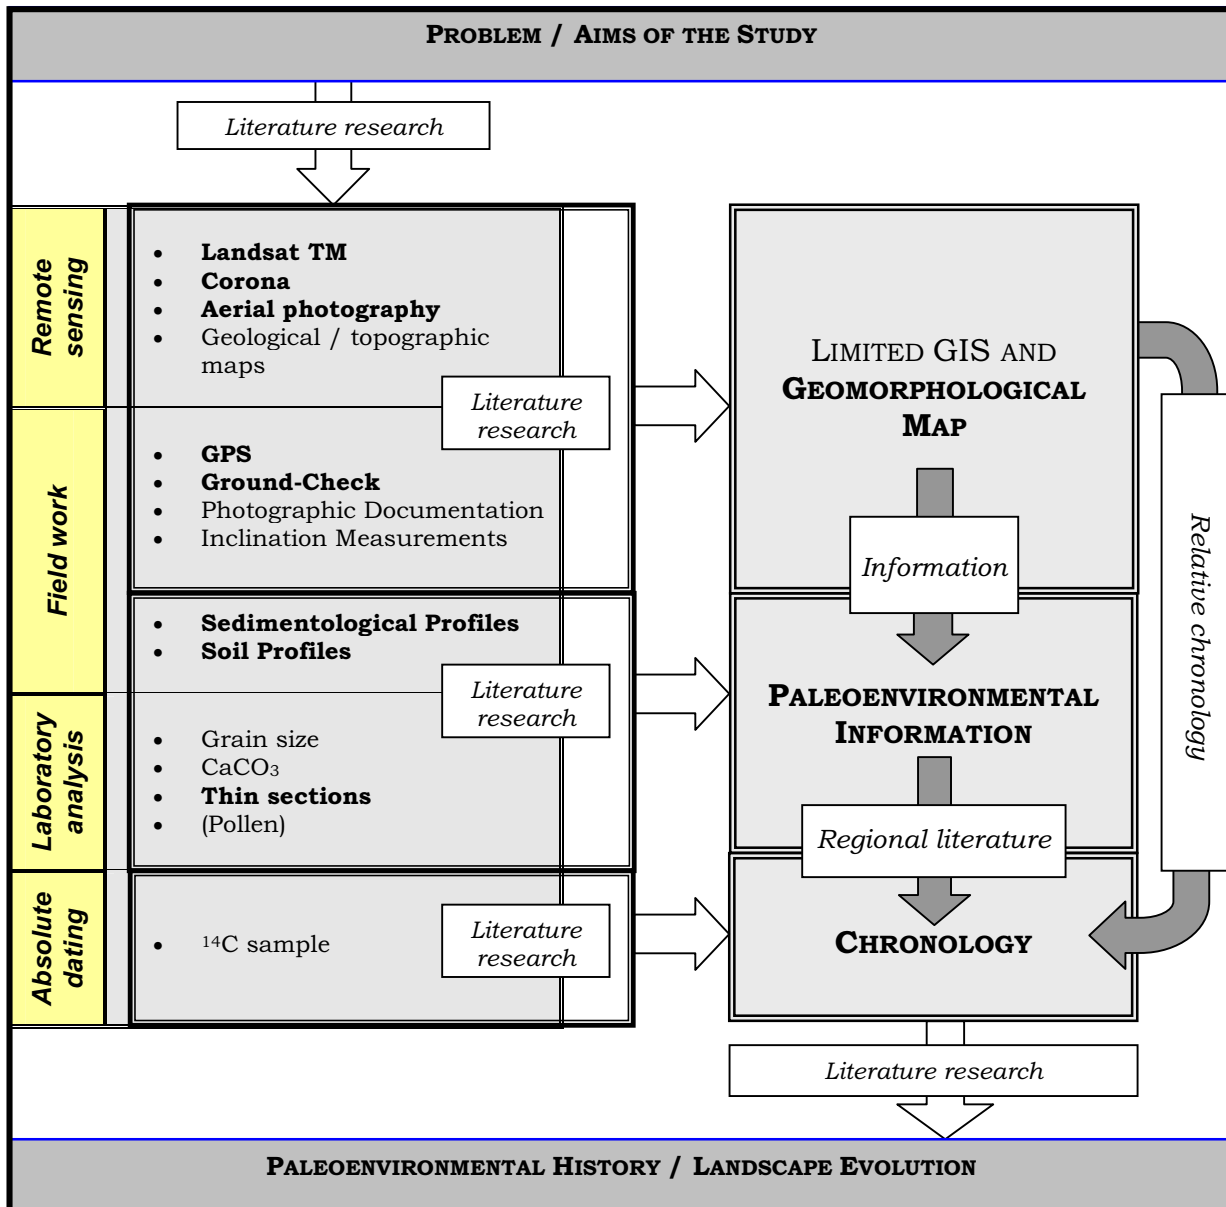 PROBLEM / AIMS OF THE STUDY
Literature research
Remote
sensing
• Landsat TM
• Corona
• Aerial photography
• Geological / topographic
maps
Literature
research
LIMITED GIS AND
GEOMORPHOLOGICAL
MAP
Field work
• GPS
• Ground-Check
• Photographic Documentation
• Inclination Measurements
Information
Relative chronology
• Sedimentological Profiles
• Soil Profiles
Literature
research
PALEOENVIRONMENTAL
INFORMATION
Laboratory
analysis
• Grain size
• CaCO₃
• Thin sections
• (Pollen)
Regional literature
Absolute
dating
• ¹⁴C sample
Literature
research
CHRONOLOGY
Literature research
PALEOENVIRONMENTAL HISTORY / LANDSCAPE EVOLUTION